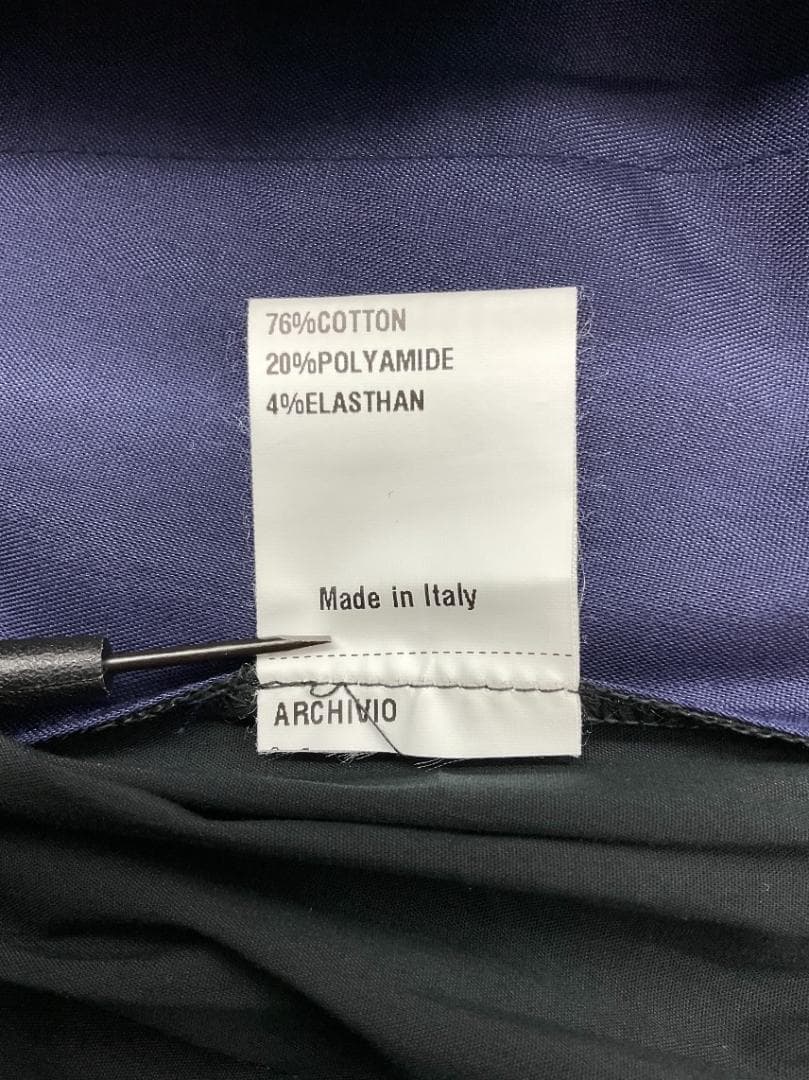 76%COTTON
20%POLYAMIDE
4%ELASTHAN
Made in Italy
ARCHIVIO